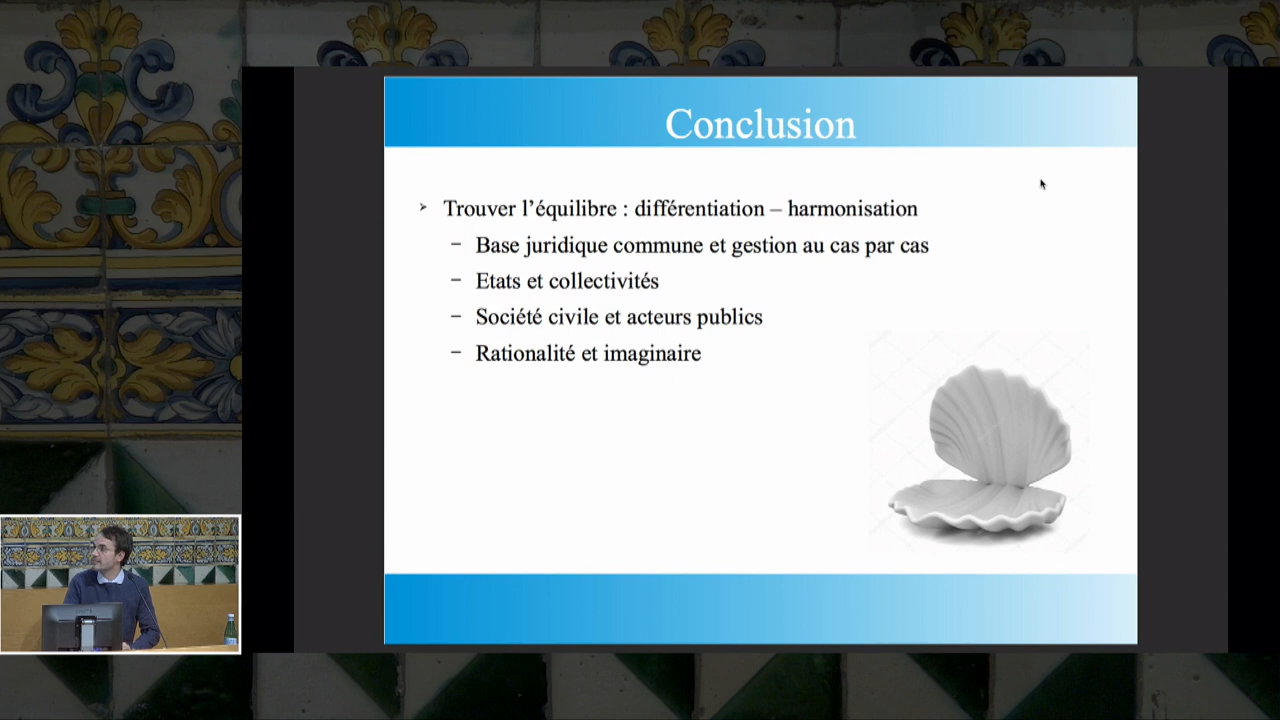 Conclusion
➢ Trouver l’équilibre : différentiation – harmonisation
– Base juridique commune et gestion au cas par cas
– Etats et collectivités
– Société civile et acteurs publics
– Rationalité et imaginaire